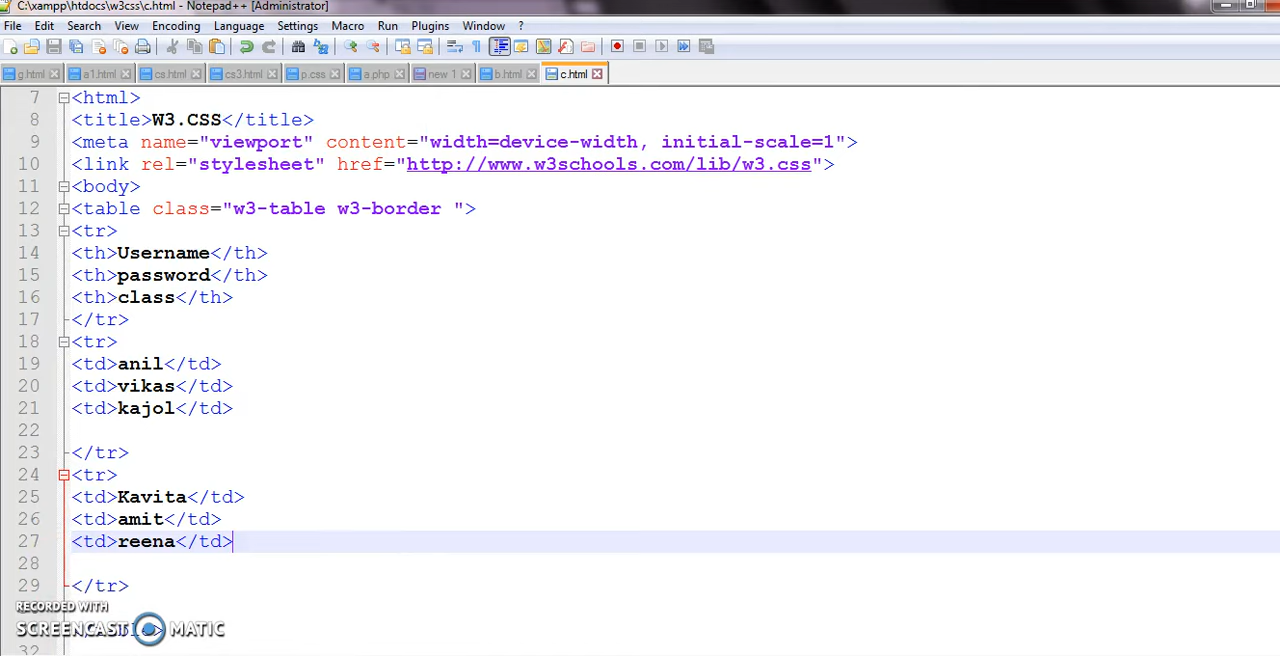 C:\xampp\htdocs\w3css\c.html - Notepad++ [Administrator]
File Edit Search View Encoding Language Settings Macro Run Plugins Window ?
g.html a1.html cs.html cs3.html p.css a.php new 1 b.html c.html
7 <html>
8 <title>W3.CSS</title>
9 <meta name="viewport" content="width=device-width, initial-scale=1">
10 <link rel="stylesheet" href="http://www.w3schools.com/lib/w3.css">
11 <body>
12 <table class="w3-table w3-border ">
13 <tr>
14 <th>Username</th>
15 <th>password</th>
16 <th>class</th>
17 </tr>
18 <tr>
19 <td>anil</td>
20 <td>vikas</td>
21 <td>kajol</td>
22
23 </tr>
24 <tr>
25 <td>Kavita</td>
26 <td>amit</td>
27 <td>reena</td>
28
29 </tr>
RECORDED WITH
SCREENCAST MATIC
32